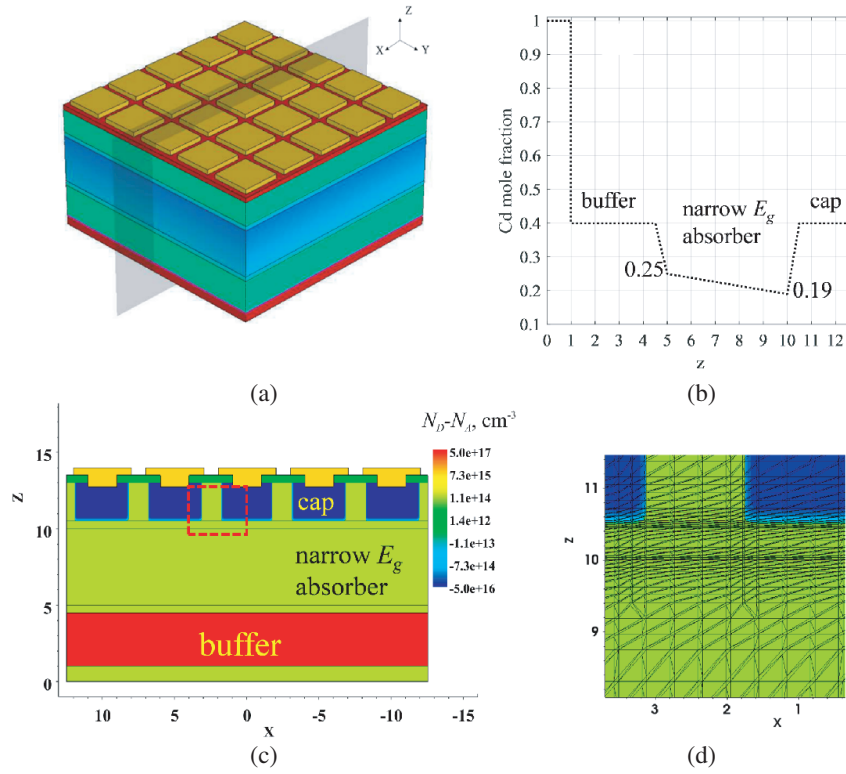 Z
X
Y
(a)
1
0.9
0.8
0.7
0.6
0.5
0.4
0.3
0.2
0.1
Cd mole fraction
buffer
narrow Eg
absorber
cap
0.25
0.19
0 1 2 3 4 5 6 7 8 9 10 11 12
z
(b)
N_D-N_A, cm-3
5.0e+17
7.3e+15
1.1e+14
1.4e+12
-1.1e+13
-7.3e+14
-5.0e+16
15
10
5
0
Z
cap
narrow Eg
absorber
buffer
10 5 0 -5 -10 -15
X
(c)
11
10
9
z
3 2 1
X
(d)